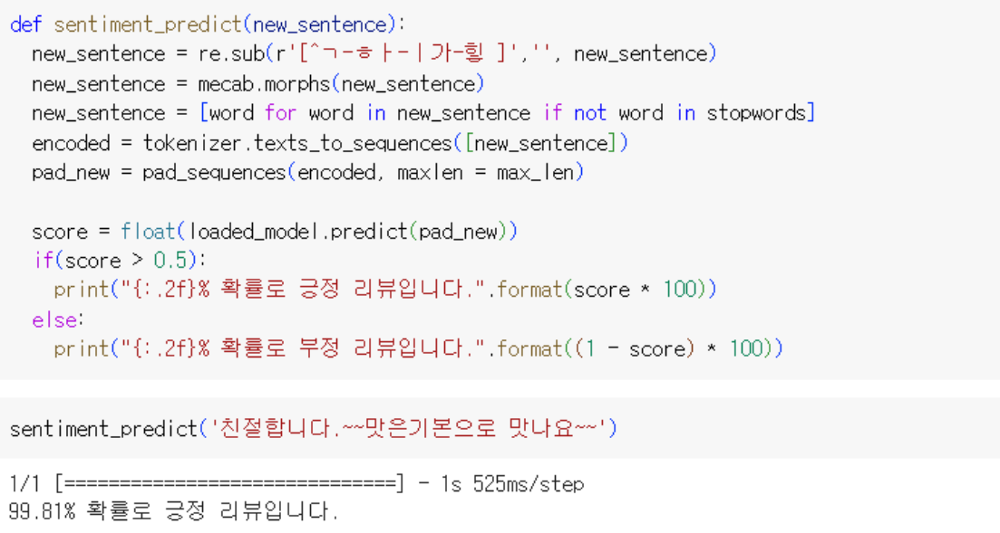 def sentiment_predict(new_sentence):
  new_sentence = re.sub(r'[^ㄱ-ㅎㅏ-ㅣ가-힣 ]','', new_sentence)
  new_sentence = mecab.morphs(new_sentence)
  new_sentence = [word for word in new_sentence if not word in stopwords]
  encoded = tokenizer.texts_to_sequences([new_sentence])
  pad_new = pad_sequences(encoded, maxlen = max_len)
  score = float(loaded_model.predict(pad_new))
  if(score > 0.5):
    print("{:.2f}% 확률로 긍정 리뷰입니다.".format(score * 100))
  else:
    print("{:.2f}% 확률로 부정 리뷰입니다.".format((1 - score) * 100))
sentiment_predict('친절합니다.~~맛은기본으로 맛나요~~')
1/1 [==============================] - 1s 525ms/step
99.81% 확률로 긍정 리뷰입니다.